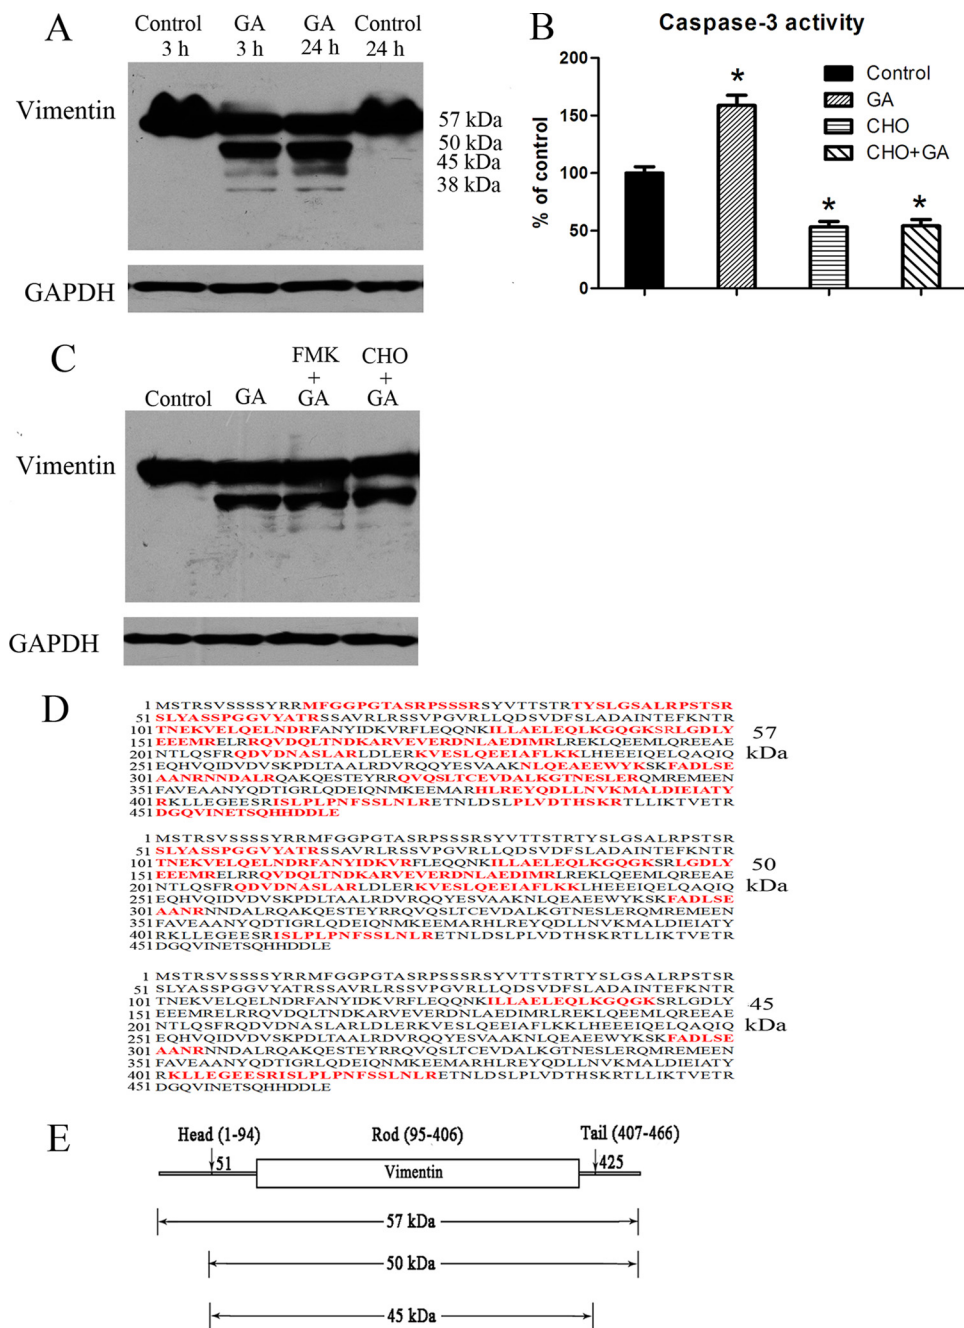 A
Control 3 h
GA 3 h
GA 24 h
Control 24 h
Vimentin
57 kDa
50 kDa
45 kDa
38 kDa
GAPDH
B
Caspase-3 activity
% of control
200
150
100
50
0
Control
GA
CHO
CHO+GA
*
*
*
C
Control
GA
FMK + GA
CHO + GA
Vimentin
GAPDH
D
1 MSTRSVSSSSYRRMFGGPGTASRPSSSRSYVTTSTRTYSLGSALRPSTSR
51 SLYASSPGGVYATRSSAVRLRSSVPGVRLLQDSVDFSLADAINTEFKNTR
101 TNEKVELQELNDRFANYIDKVRFLEQQNKILLAELEQLKGQGKSRLGDLY
151 EEEMRELRRQVDQLTNDKARVEVERDNLAEDIMRLREKLQEEMLQREEAE
201 NTLQSFRQDVDNASLARLDLERKVESLQEEIAFLKKLHEEEIQELQAQIQ
251 EQHVQIDVDVSKPDLTAALRDVRQQYESVAAKNLQEAEEWYKSKFADLSE
301 AANRNNDALRQAKQESTEYRRQVQSLTCEVDALKGTNESLERQMREMEEN
351 FAVEAANYQDTIGRLQDEIQNMKEEMARHLREYQDLLNVKMALDIEIATY
401 RKLLEGEESRISLPLPNFSSLNLRETNLDSLPLVDTHSKRTLLIKTVETR
451 DGQVINETSQHHDDLE
57 kDa
1 MSTRSVSSSSYRRMFGGPGTASRPSSSRSYVTTSTRTYSLGSALRPSTSR
51 SLYASSPGGVYATRSSAVRLRSSVPGVRLLQDSVDFSLADAINTEFKNTR
101 TNEKVELQELNDRFANYIDKVRFLEQQNKILLAELEQLKGQGKSRLGDLY
151 EEEMRELRRQVDQLTNDKARVEVERDNLAEDIMRLREKLQEEMLQREEAE
201 NTLQSFRQDVDNASLARLDLERKVESLQEEIAFLKKLHEEEIQELQAQIQ
251 EQHVQIDVDVSKPDLTAALRDVRQQYESVAAKNLQEAEEWYKSKFADLSE
301 AANRNNDALRQAKQESTEYRRQVQSLTCEVDALKGTNESLERQMREMEEN
351 FAVEAANYQDTIGRLQDEIQNMKEEMARHLREYQDLLNVKMALDIEIATY
401 RKLLEGEESRISLPLPNFSSLNLRETNLDSLPLVDTHSKRTLLIKTVETR
451 DGQVINETSQHHDDLE
50 kDa
1 MSTRSVSSSSYRRMFGGPGTASRPSSSRSYVTTSTRTYSLGSALRPSTSR
51 SLYASSPGGVYATRSSAVRLRSSVPGVRLLQDSVDFSLADAINTEFKNTR
101 TNEKVELQELNDRFANYIDKVRFLEQQNKILLAELEQLKGQGKSRLGDLY
151 EEEMRELRRQVDQLTNDKARVEVERDNLAEDIMRLREKLQEEMLQREEAE
201 NTLQSFRQDVDNASLARLDLERKVESLQEEIAFLKKLHEEEIQELQAQIQ
251 EQHVQIDVDVSKPDLTAALRDVRQQYESVAAKNLQEAEEWYKSKFADLSE
301 AANRNNDALRQAKQESTEYRRQVQSLTCEVDALKGTNESLERQMREMEEN
351 FAVEAANYQDTIGRLQDEIQNMKEEMARHLREYQDLLNVKMALDIEIATY
401 RKLLEGEESRISLPLPNFSSLNLRETNLDSLPLVDTHSKRTLLIKTVETR
451 DGQVINETSQHHDDLE
45 kDa
E
Head (1-94)
Rod (95-406)
Tail (407-466)
51
Vimentin
425
57 kDa
50 kDa
45 kDa